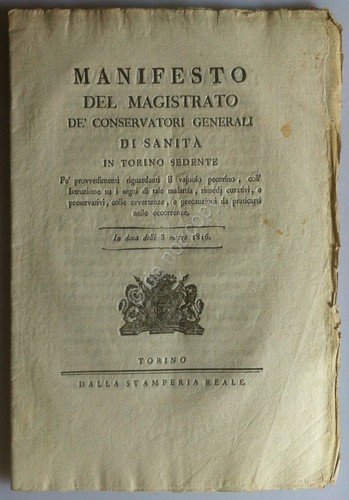 MANIFESTO
DEL MAGISTRATO
DE' CONSERVATORI GENERALI
DI SANITÀ
IN TORINO SEDENTE
Pe' provvedimenti riguardanti il vajuolo pecorino, coll'
Istruzione su i segni di tale malattia, rimedj curativi, e
preservativi, colle avvertenze, e precauzioni da praticarsi
nelle occorrenze.
In data delli 3 marzo 1816.
TORINO
DALLA STAMPERIA REALE.